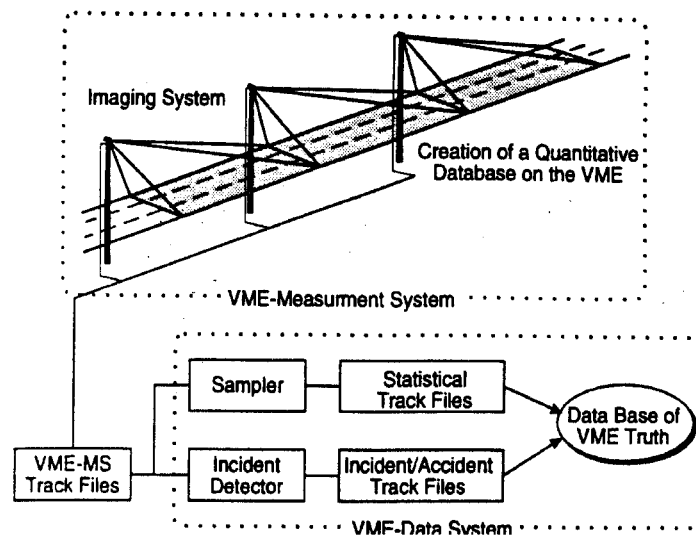 Imaging System
Creation of a Quantitative
Database on the VME
VME-Measurment System
Sampler
Statistical
Track Files
Data Base of
VME Truth
VME-MS
Track Files
Incident
Detector
Incident/Accident
Track Files
VME-Data System